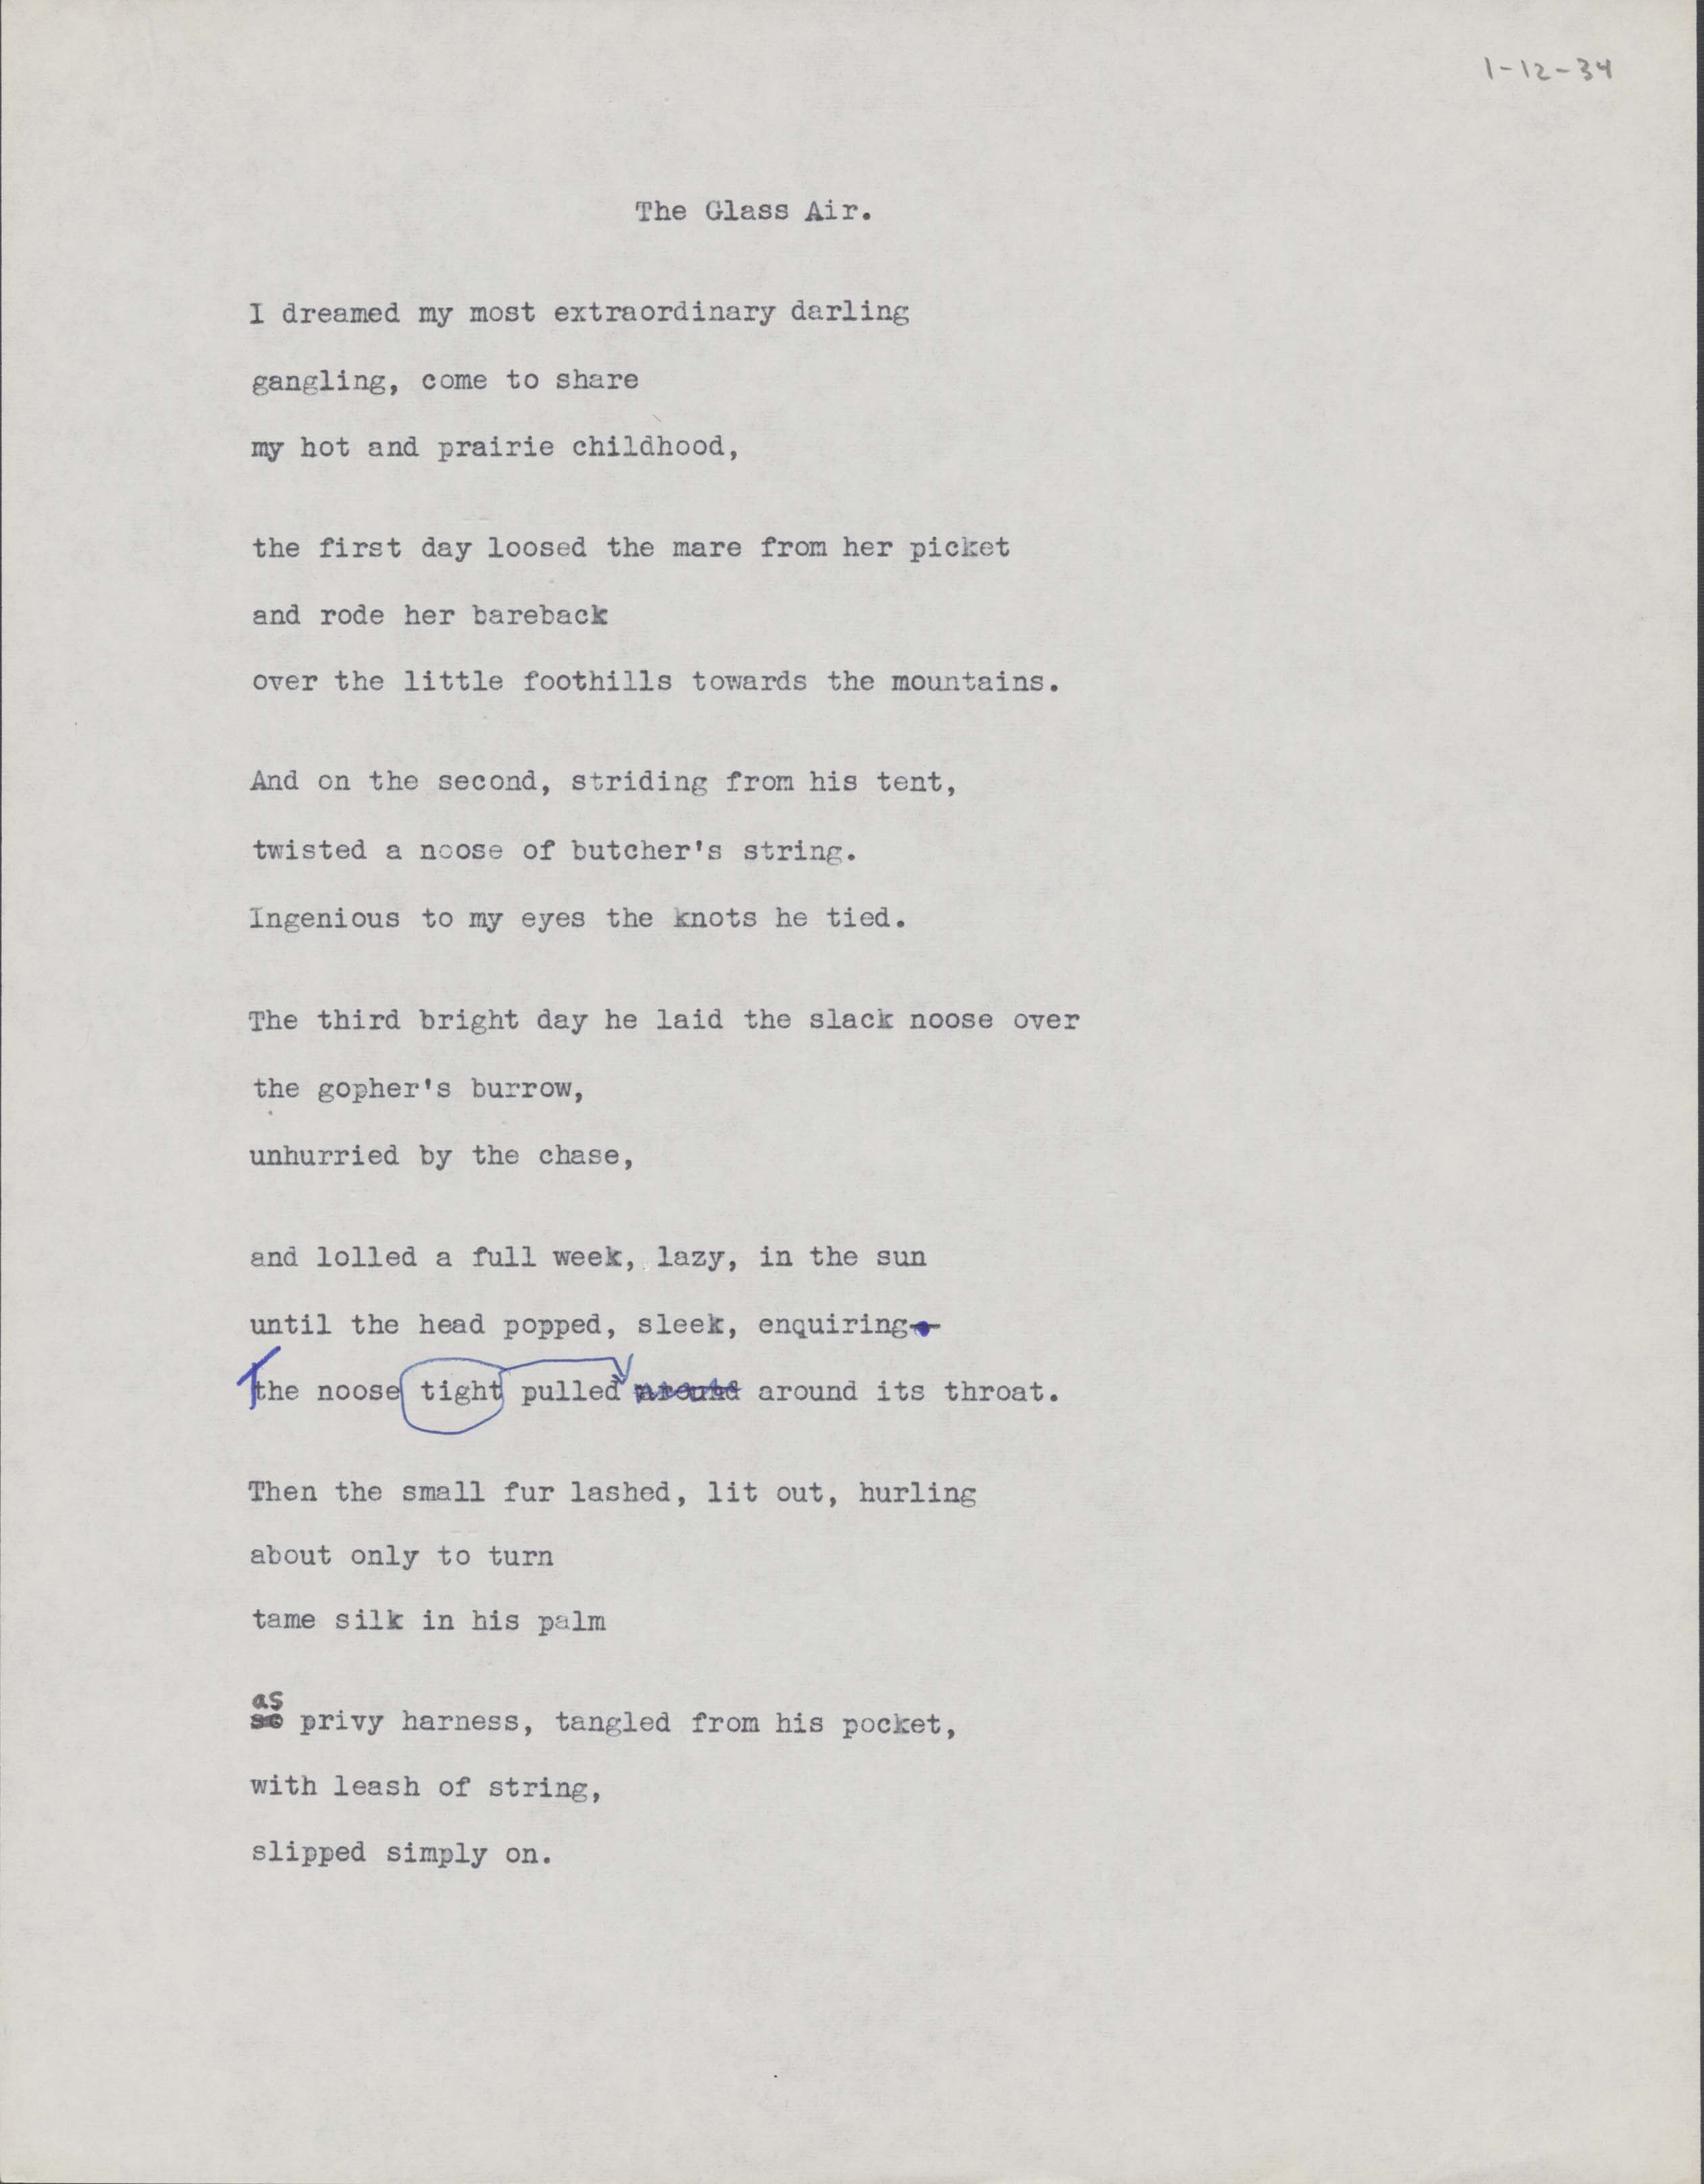 1-12-34
The Glass Air.
I dreamed my most extraordinary darling
gangling, come to share
my hot and prairie childhood,
the first day loosed the mare from her picket
and rode her bareback
over the little foothills towards the mountains.
And on the second, striding from his tent,
twisted a noose of butcher's string.
Ingenious to my eyes the knots he tied.
The third bright day he laid the slack noose over
the gopher's burrow,
unhurried by the chase,
and lolled a full week, lazy, in the sun
until the head popped, sleek, enquiring.
The noose tight pulled around around its throat.
Then the small fur lashed, lit out, hurling
about only to turn
tame silk in his palm
as
so privy harness, tangled from his pocket,
with leash of string,
slipped simply on.